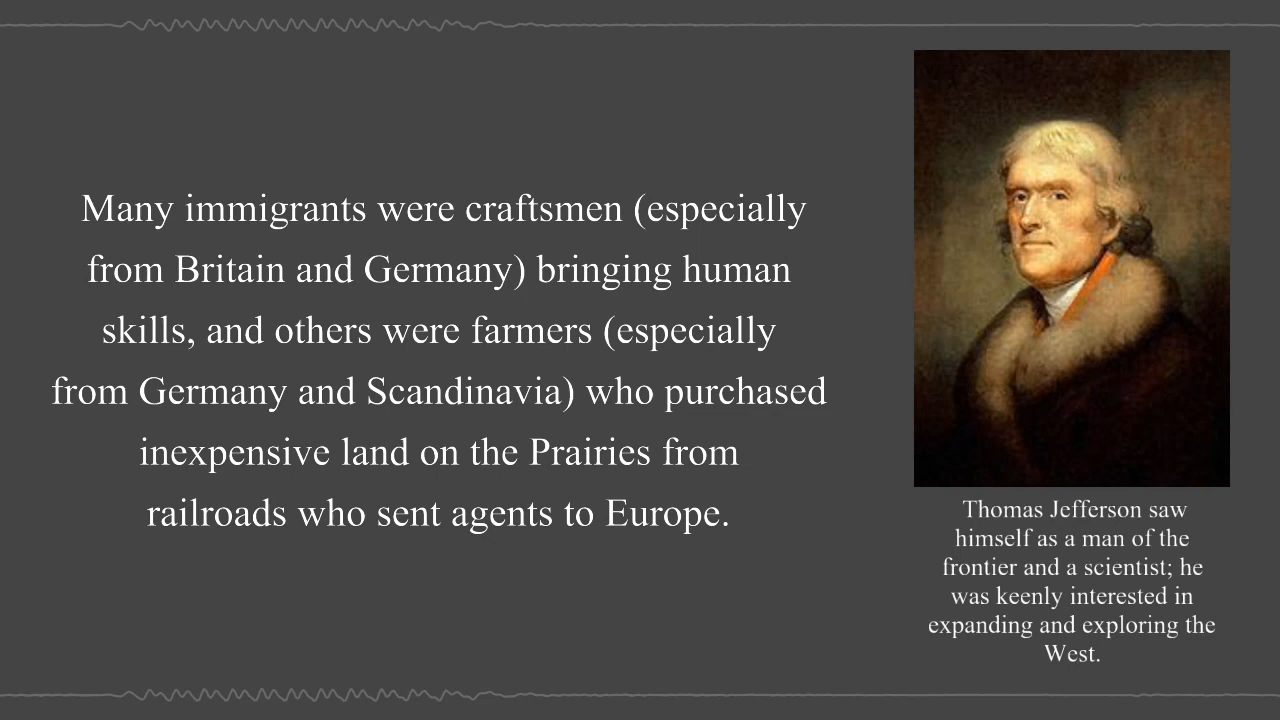 Many immigrants were craftsmen (especially
from Britain and Germany) bringing human
skills, and others were farmers (especially
from Germany and Scandinavia) who purchased
inexpensive land on the Prairies from
railroads who sent agents to Europe.
Thomas Jefferson saw
himself as a man of the
frontier and a scientist; he
was keenly interested in
expanding and exploring the
West.